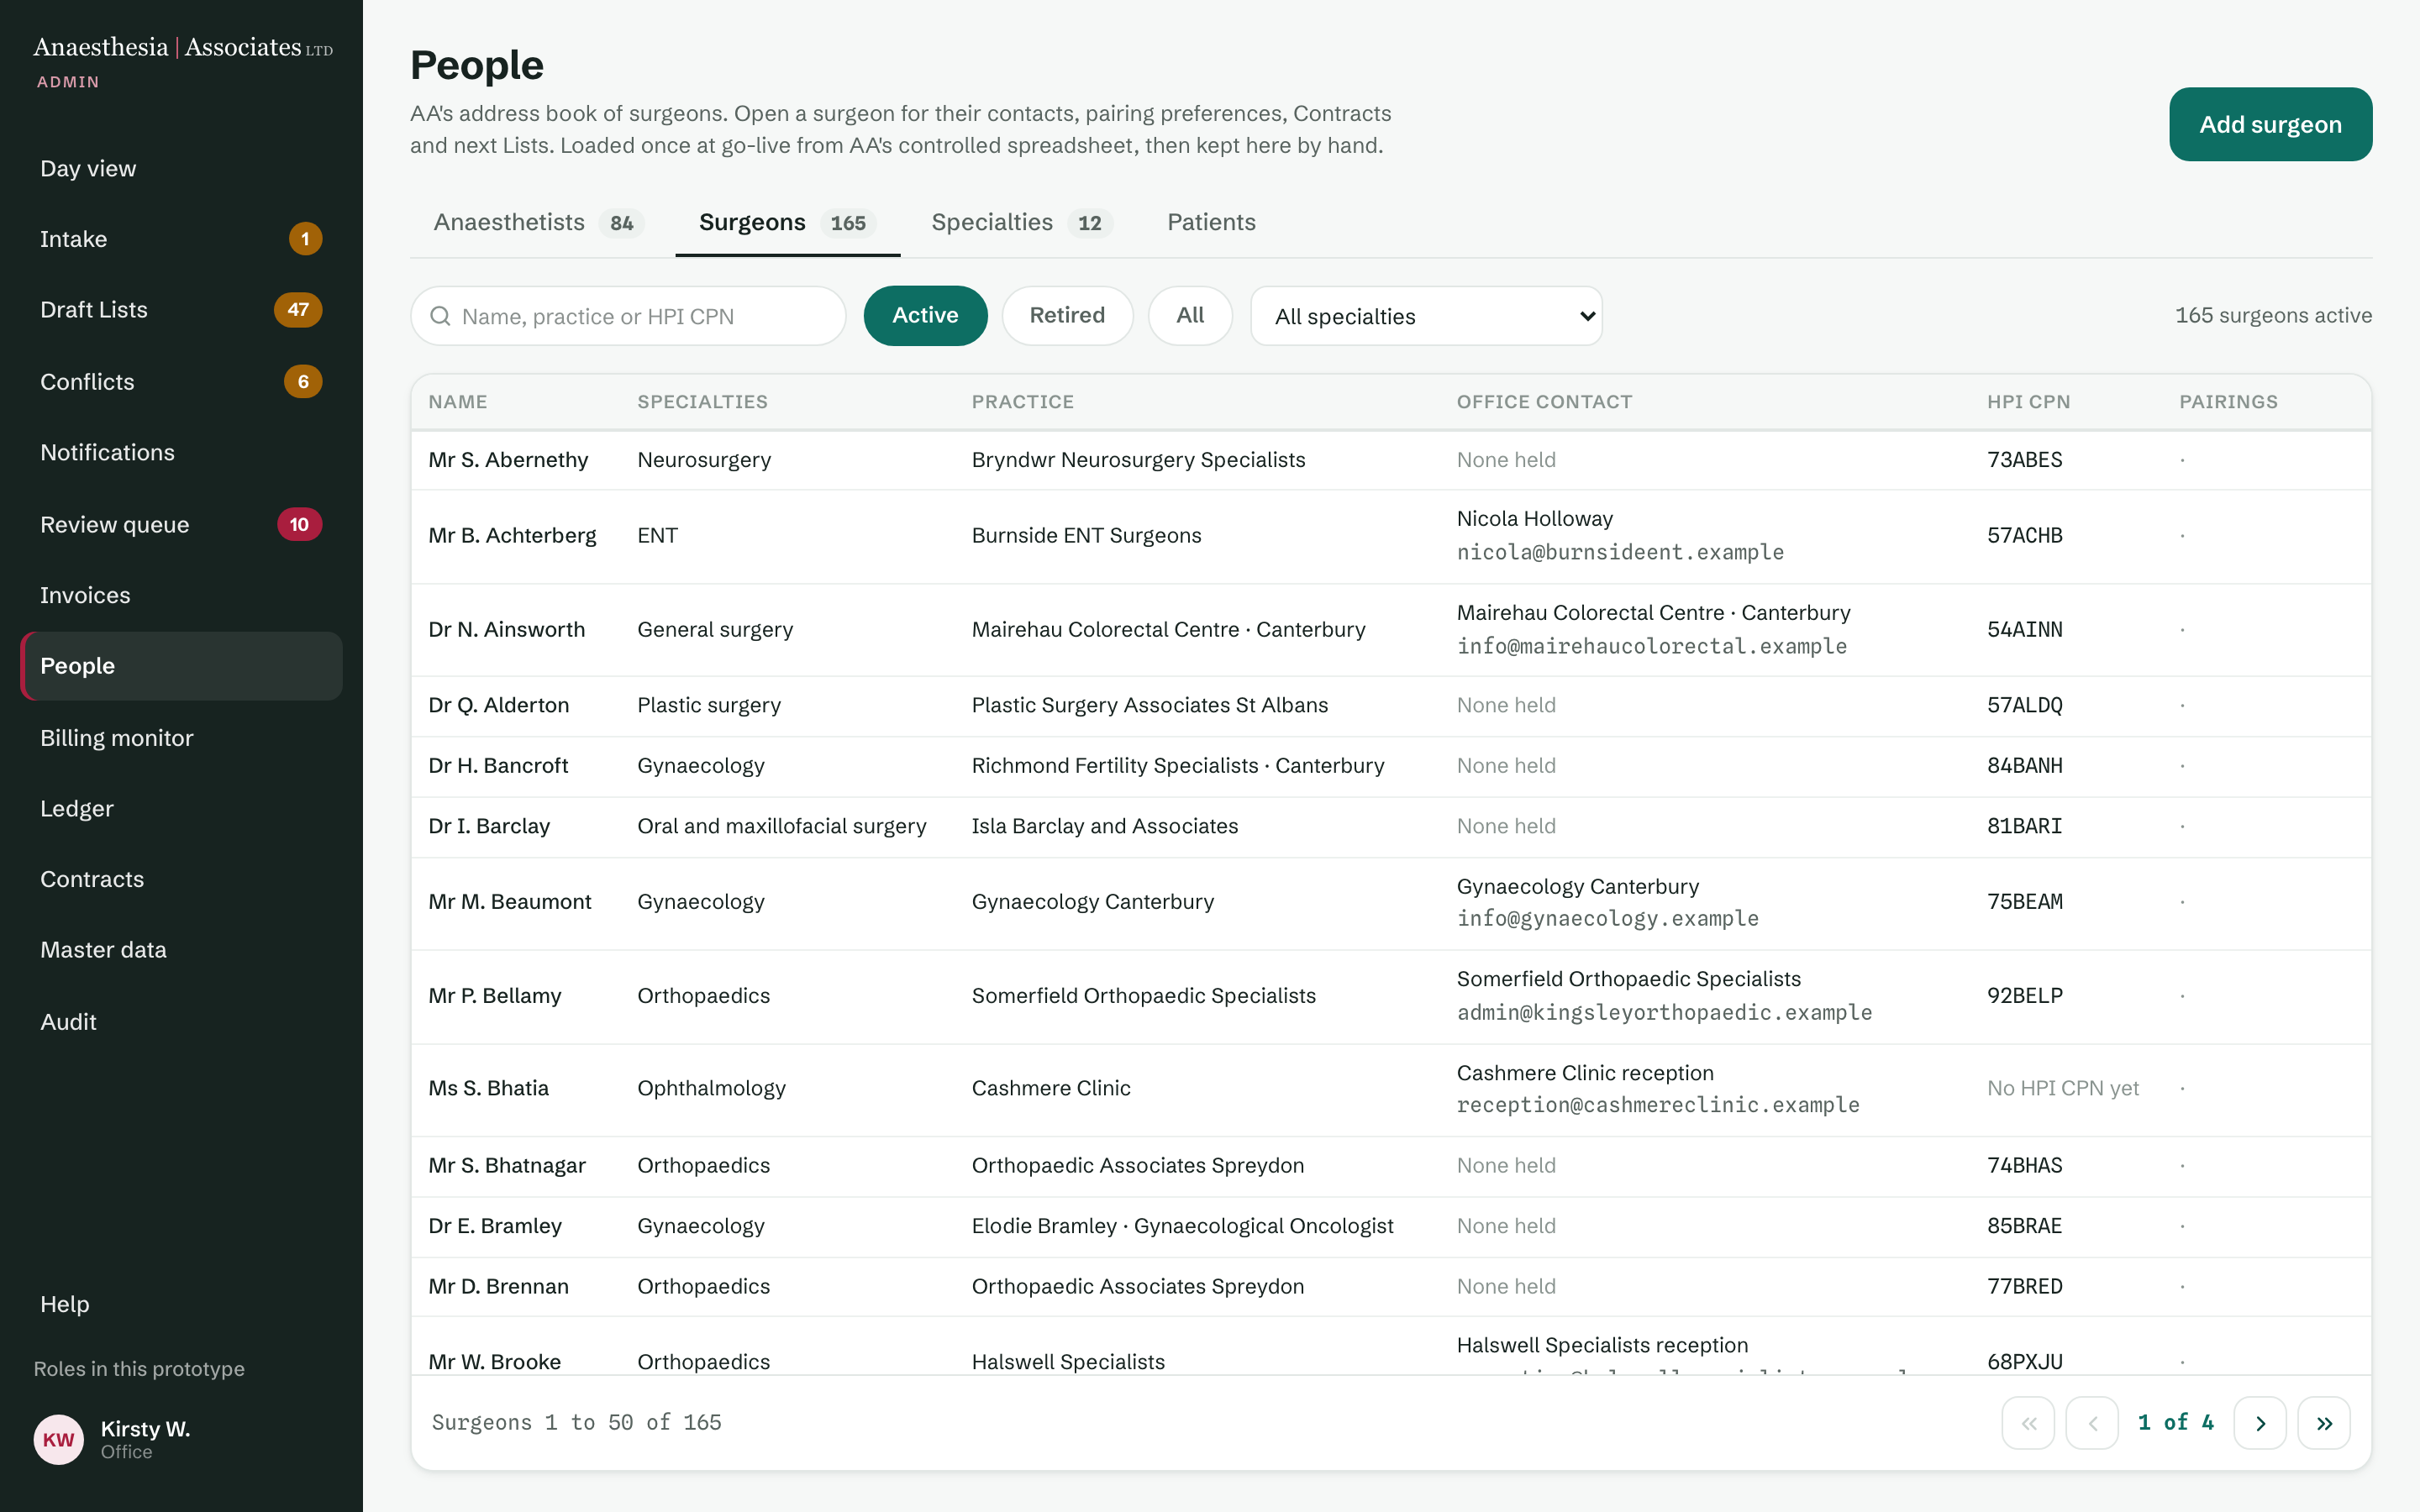 Anaesthesia | Associates LTD
ADMIN
Day view
Intake 1
Draft Lists 47
Conflicts 6
Notifications
Review queue 10
Invoices
People
Billing monitor
Ledger
Contracts
Master data
Audit
Help
Roles in this prototype
KW Kirsty W.
Office
People
AA's address book of surgeons. Open a surgeon for their contacts, pairing preferences, Contracts
and next Lists. Loaded once at go-live from AA's controlled spreadsheet, then kept here by hand.
Add surgeon
Anaesthetists 84 Surgeons 165 Specialties 12 Patients
Name, practice or HPI CPN Active Retired All All specialties 165 surgeons active
NAME SPECIALTIES PRACTICE OFFICE CONTACT HPI CPN PAIRINGS
Mr S. Abernethy Neurosurgery Bryndwr Neurosurgery Specialists None held 73ABES ·
Mr B. Achterberg ENT Burnside ENT Surgeons Nicola Holloway 57ACHB ·
nicola@burnsideent.example
Dr N. Ainsworth General surgery Mairehau Colorectal Centre · Canterbury Mairehau Colorectal Centre · Canterbury 54AINN ·
info@mairehaucolorectal.example
Dr Q. Alderton Plastic surgery Plastic Surgery Associates St Albans None held 57ALDQ ·
Dr H. Bancroft Gynaecology Richmond Fertility Specialists · Canterbury None held 84BANH ·
Dr I. Barclay Oral and maxillofacial surgery Isla Barclay and Associates None held 81BARI ·
Mr M. Beaumont Gynaecology Gynaecology Canterbury Gynaecology Canterbury 75BEAM ·
info@gynaecology.example
Mr P. Bellamy Orthopaedics Somerfield Orthopaedic Specialists Somerfield Orthopaedic Specialists 92BELP ·
admin@kingsleyorthopaedic.example
Ms S. Bhatia Ophthalmology Cashmere Clinic Cashmere Clinic reception No HPI CPN yet ·
reception@cashmereclinic.example
Mr S. Bhatnagar Orthopaedics Orthopaedic Associates Spreydon None held 74BHAS ·
Dr E. Bramley Gynaecology Elodie Bramley · Gynaecological Oncologist None held 85BRAE ·
Mr D. Brennan Orthopaedics Orthopaedic Associates Spreydon None held 77BRED ·
Mr W. Brooke Orthopaedics Halswell Specialists Halswell Specialists reception 68PXJU ·
Surgeons 1 to 50 of 165 « ‹ 1 of 4 › »